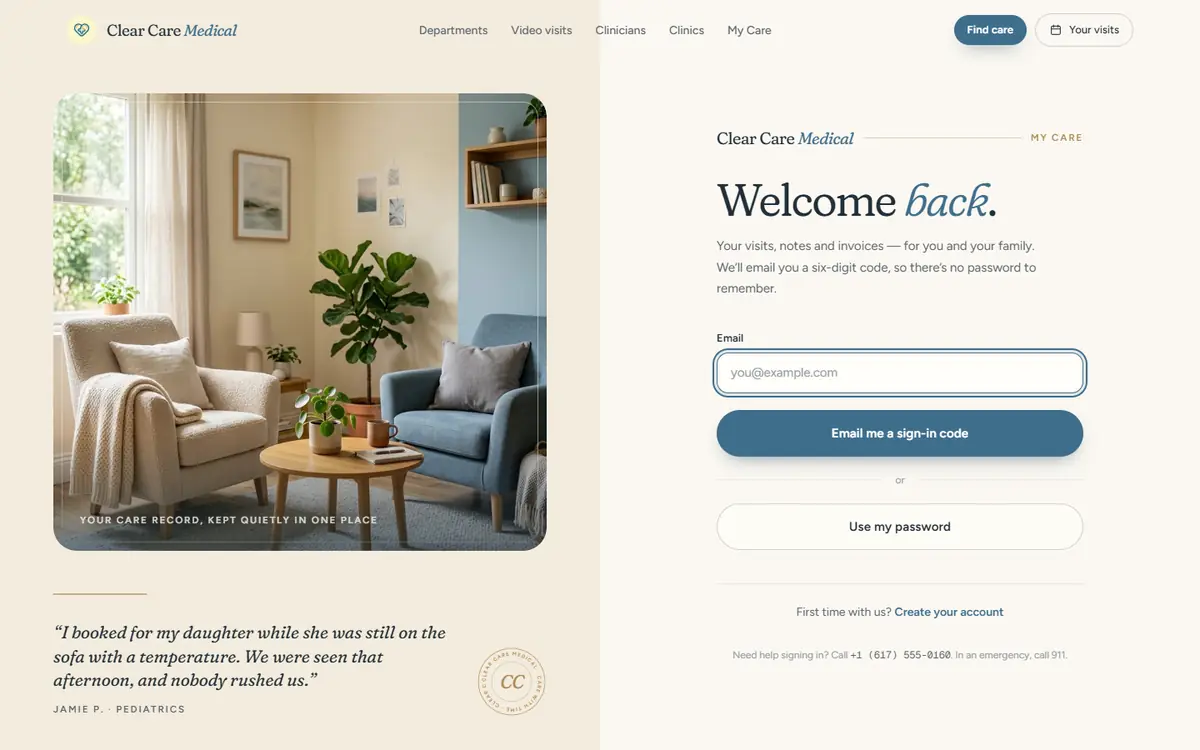 Clear Care Medical
Departments
Video visits
Clinicians
Clinics
My Care
Find care
Your visits
YOUR CARE RECORD, KEPT QUIETLY IN ONE PLACE
“I booked for my daughter while she was still on the
sofa with a temperature. We were seen that
afternoon, and nobody rushed us.”
JAMIE P. · PEDIATRICS
CC
Clear Care Medical
MY CARE
Welcome back.
Your visits, notes and invoices — for you and your family.
We’ll email you a six-digit code, so there’s no password to
remember.
Email
you@example.com
Email me a sign-in code
or
Use my password
First time with us? Create your account
Need help signing in? Call +1 (617) 555-0160. In an emergency, call 911.